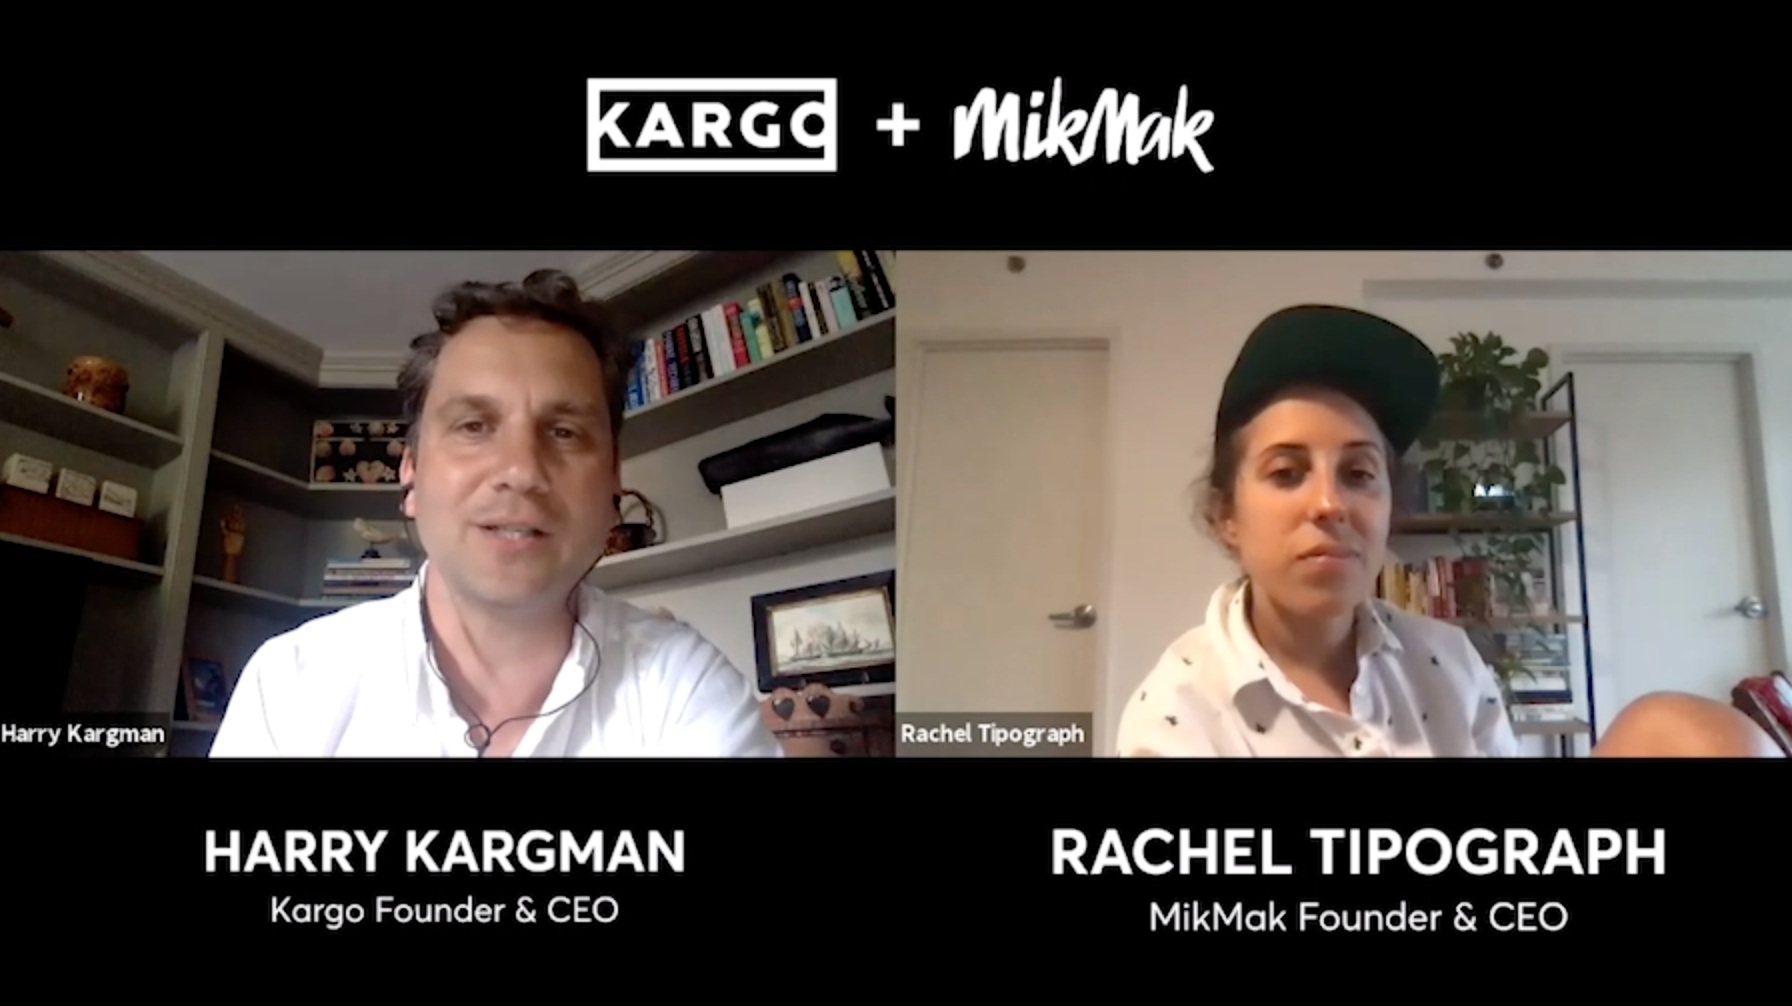 KARGO + MikMak
Harry Kargman
Rachel Tipograph
HARRY KARGMAN
Kargo Founder & CEO
RACHEL TIPOGRAPH
MikMak Founder & CEO